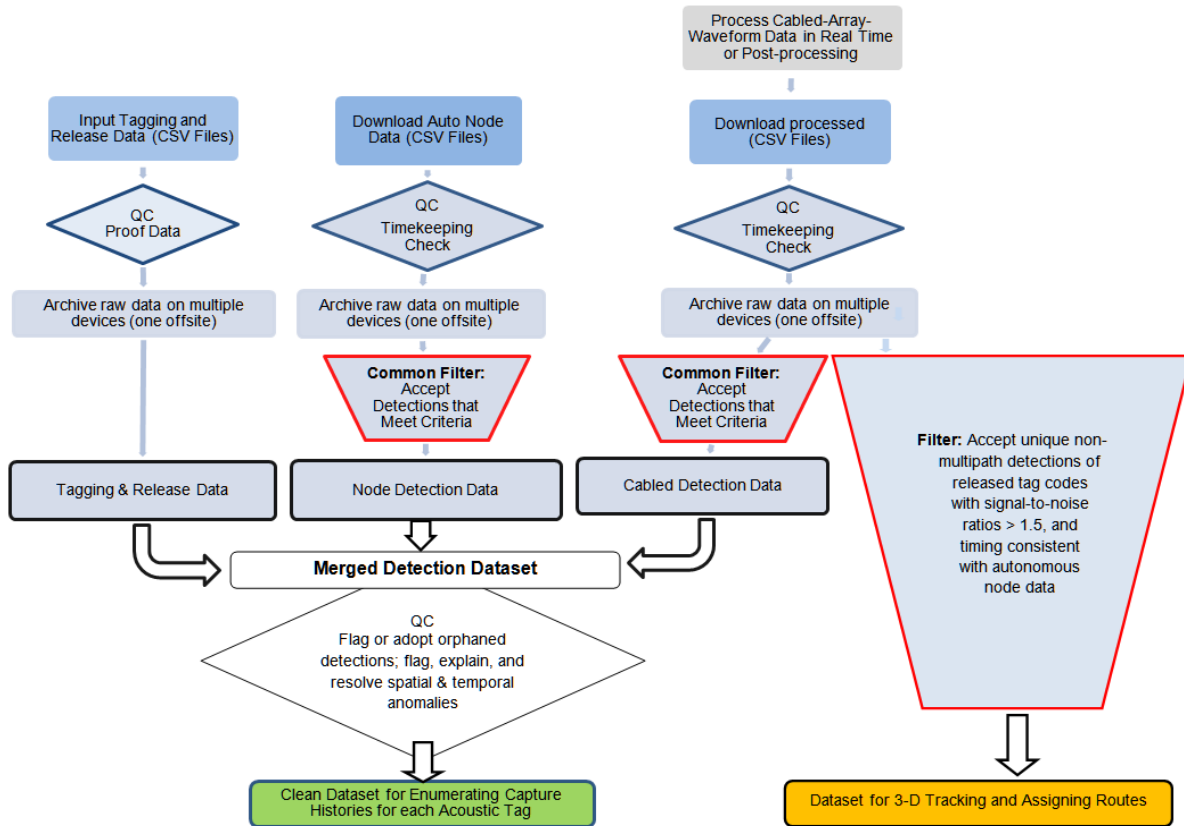 Process Cabled-Array-
Waveform Data in Real Time
or Post-processing
Input Tagging and
Release Data (CSV Files)
Download Auto Node
Data (CSV Files)
Download processed
(CSV Files)
QC
Proof Data
QC
Timekeeping
Check
QC
Timekeeping
Check
Archive raw data on multiple
devices (one offsite)
Archive raw data on multiple
devices (one offsite)
Archive raw data on multiple
devices (one offsite)
Common Filter:
Accept
Detections that
Meet Criteria
Common Filter:
Accept
Detections that
Meet Criteria
Filter: Accept unique non-
multipath detections of
released tag codes
with signal-to-noise
ratios > 1.5, and
timing consistent
with autonomous
node data
Tagging & Release Data
Node Detection Data
Cabled Detection Data
Merged Detection Dataset
QC
Flag or adopt orphaned
detections; flag, explain, and
resolve spatial & temporal
anomalies
Clean Dataset for Enumerating Capture
Histories for each Acoustic Tag
Dataset for 3-D Tracking and Assigning Routes